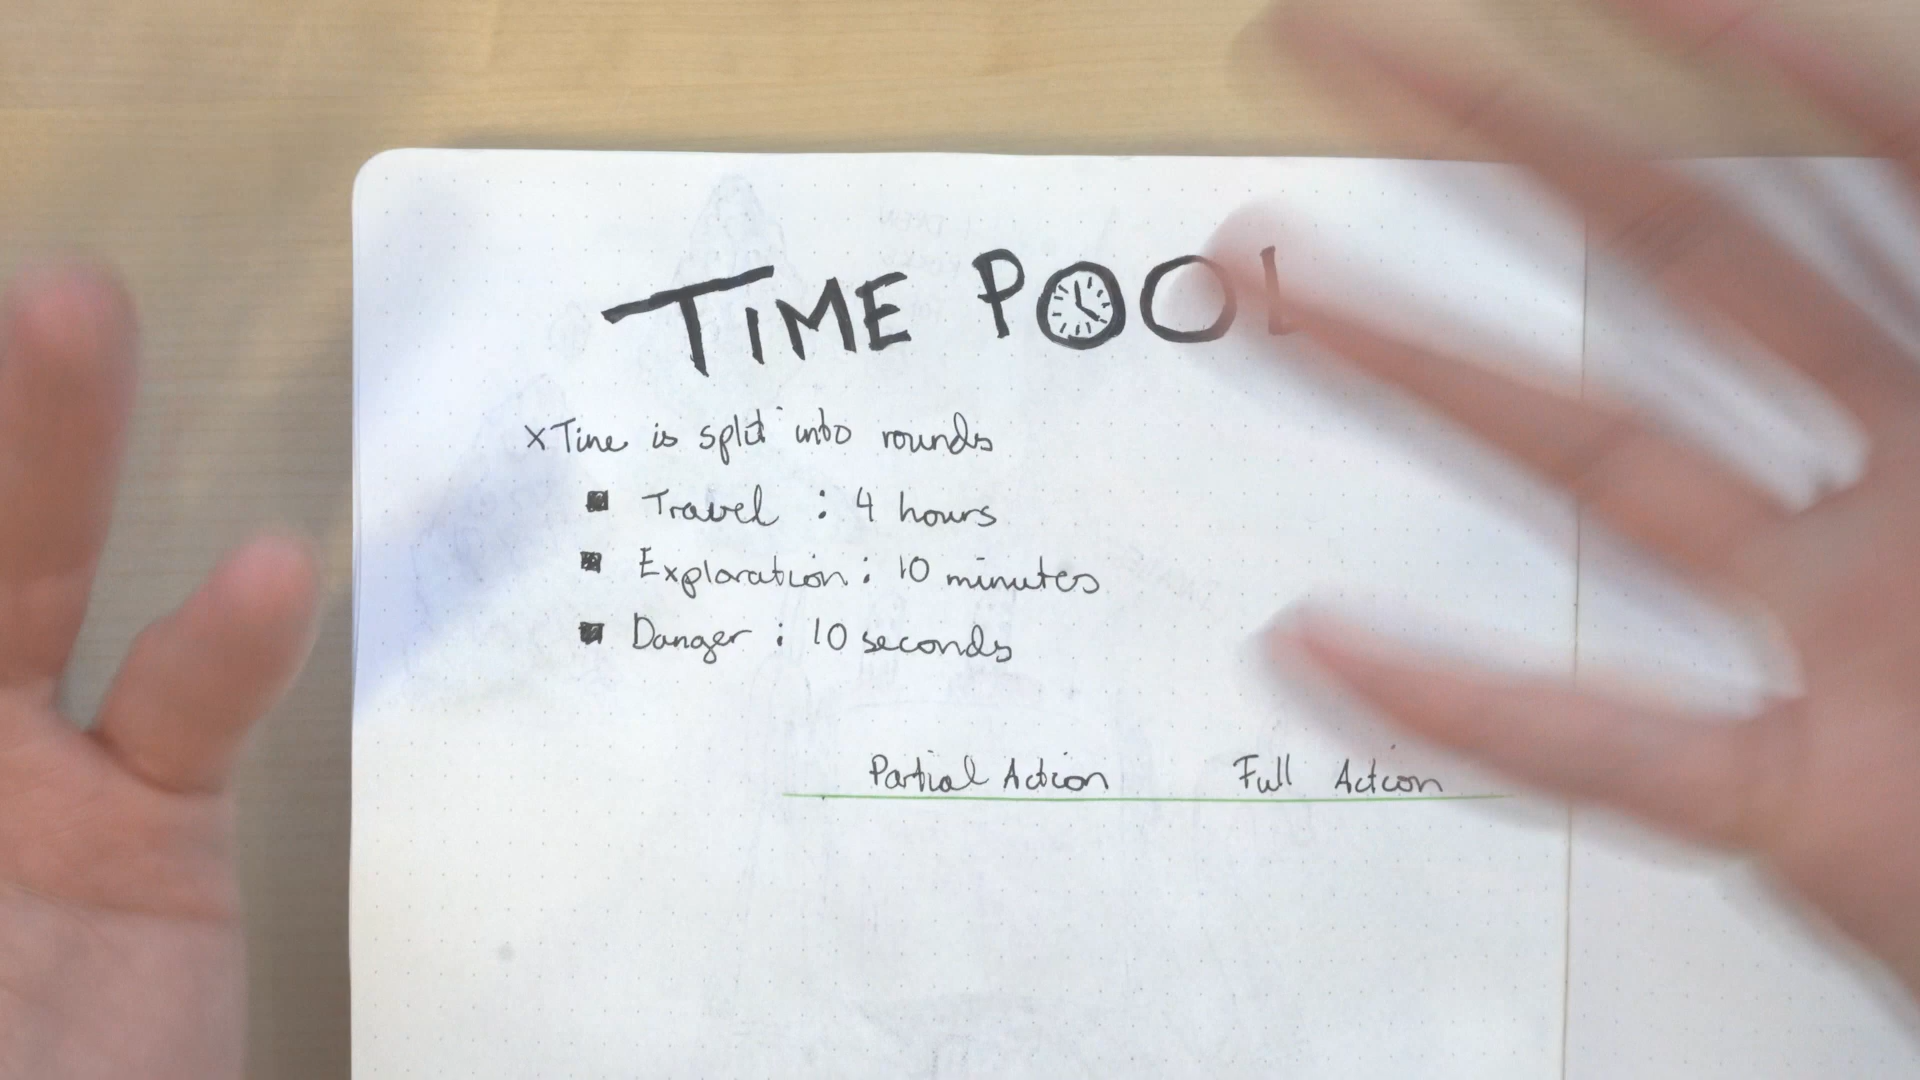 TIME POOL
x Time is split into rounds
■ Travel : 4 hours
■ Exploration : 10 minutes
■ Danger : 10 seconds
Partial Action Full Action